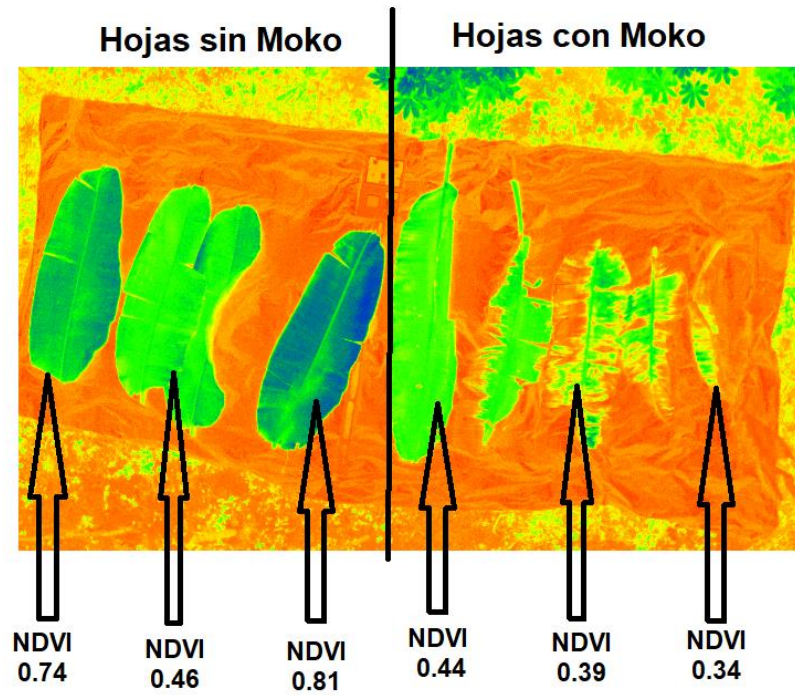 Hojas sin Moko
Hojas con Moko
NDVI
0.74
NDVI
0.46
NDVI
0.81
NDVI
0.44
NDVI
0.39
NDVI
0.34